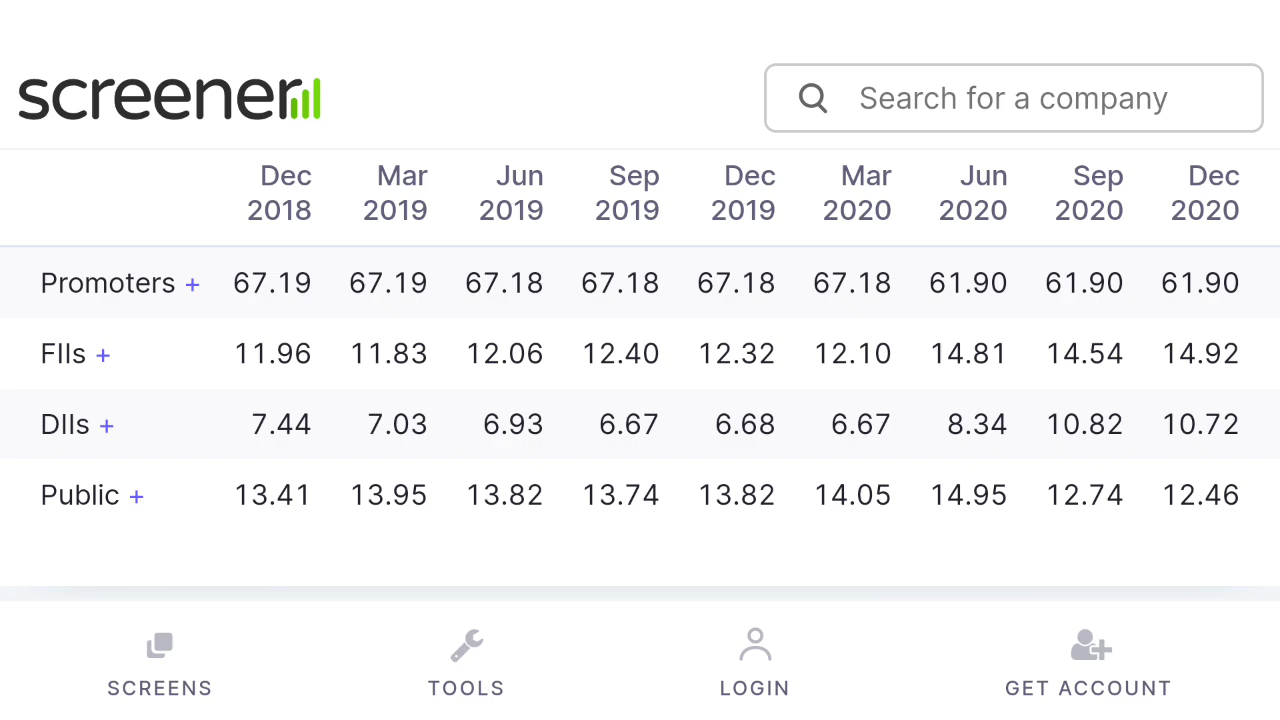 screener
Search for a company
Dec Mar Jun Sep Dec Mar Jun Sep Dec
2018 2019 2019 2019 2019 2020 2020 2020 2020
Promoters + 67.19 67.19 67.18 67.18 67.18 67.18 61.90 61.90 61.90
FIIs + 11.96 11.83 12.06 12.40 12.32 12.10 14.81 14.54 14.92
DIIs + 7.44 7.03 6.93 6.67 6.68 6.67 8.34 10.82 10.72
Public + 13.41 13.95 13.82 13.74 13.82 14.05 14.95 12.74 12.46
SCREENS TOOLS LOGIN GET ACCOUNT